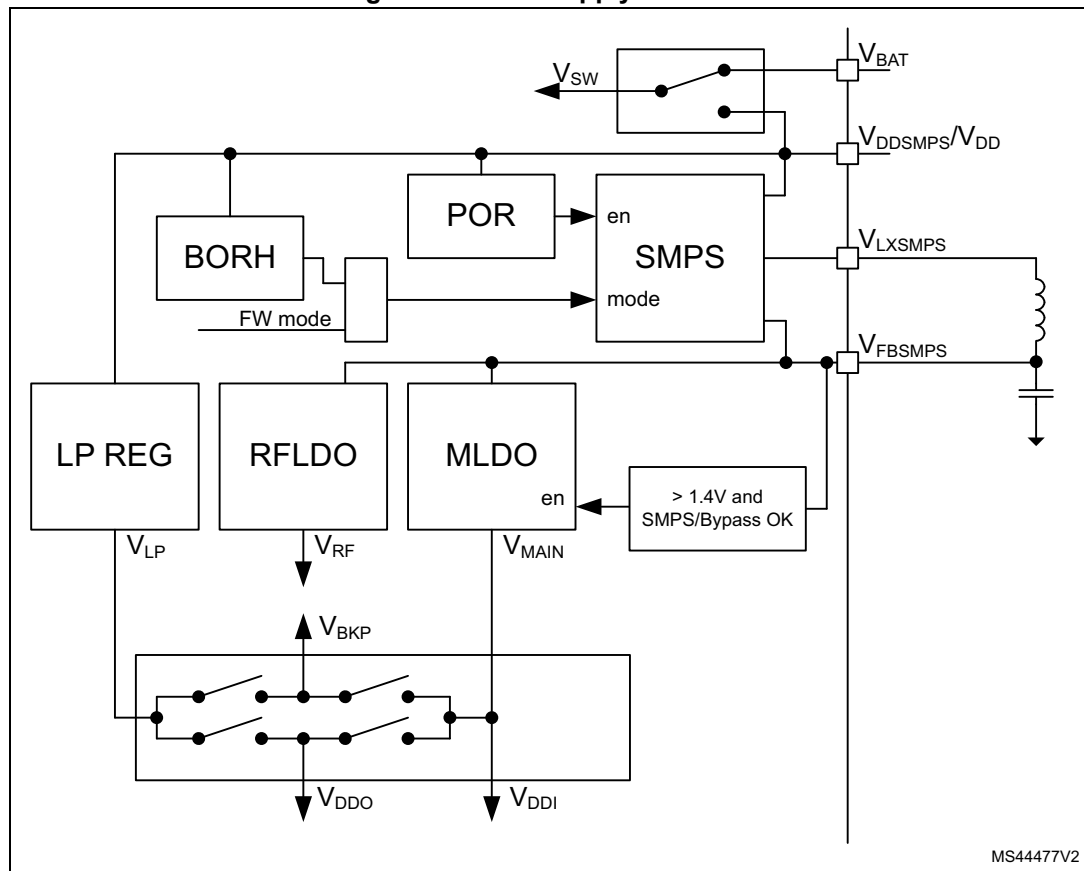 VBAT
VSW
VDDSMPS/VDD
POR
en
BORH
SMPS
VLXSMPS
mode
FW mode
VFBSMPS
LP REG
RFLDO
MLDO
en
> 1.4V and
SMPS/Bypass OK
VLP
VRF
VMAIN
VBKP
VDDO
VDDI
MS44477V2